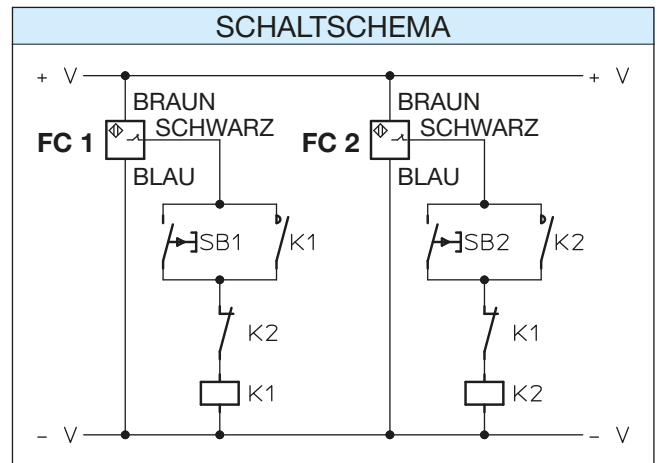 SCHALTSCHEMA
+ V + V
BRAUN BRAUN
FC 1 SCHWARZ FC 2 SCHWARZ
BLAU BLAU
SB1 K1 SB2 K2
K2 K1
K1 K2
- V - V